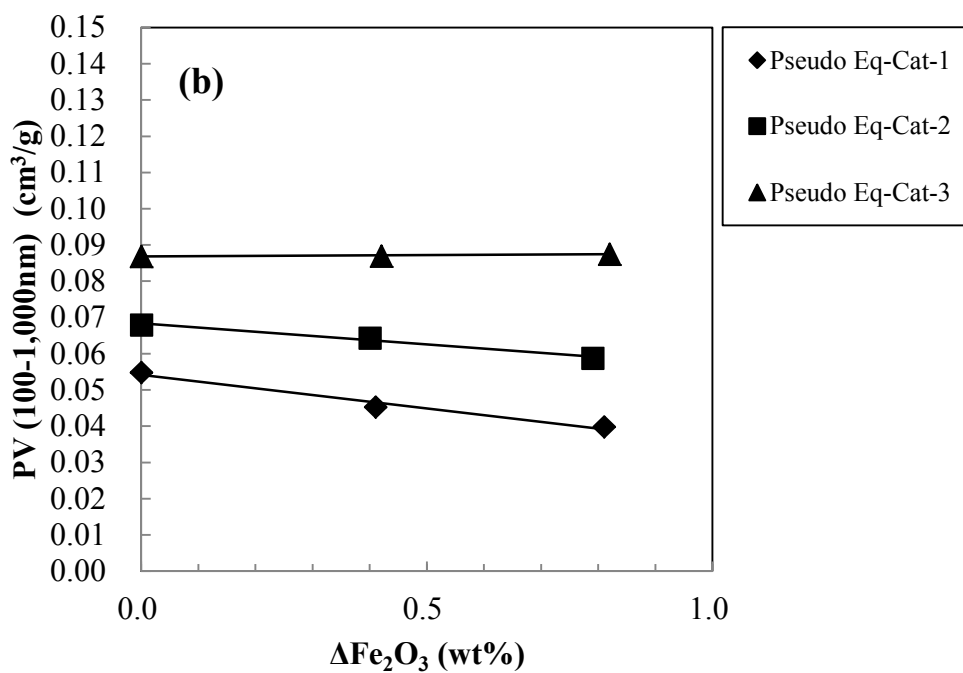 0.15
0.14
0.13
0.12
0.11
0.10
0.09
0.08
0.07
0.06
0.05
0.04
0.03
0.02
0.01
0.00
PV (100-1,000nm) (cm³/g)
(b)
Pseudo Eq-Cat-1
Pseudo Eq-Cat-2
Pseudo Eq-Cat-3
0.0 0.5 1.0
ΔFe₂O₃ (wt%)